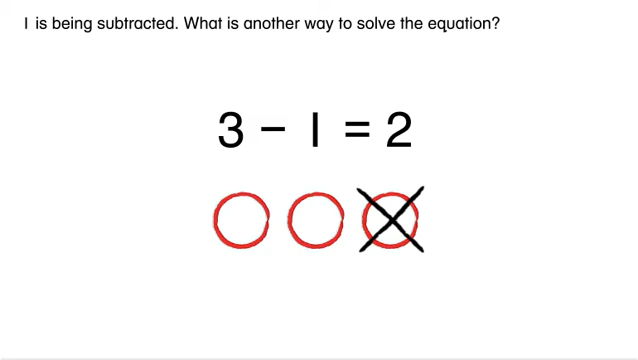 1 is being subtracted. What is another way to solve the equation?
3 − 1 = 2